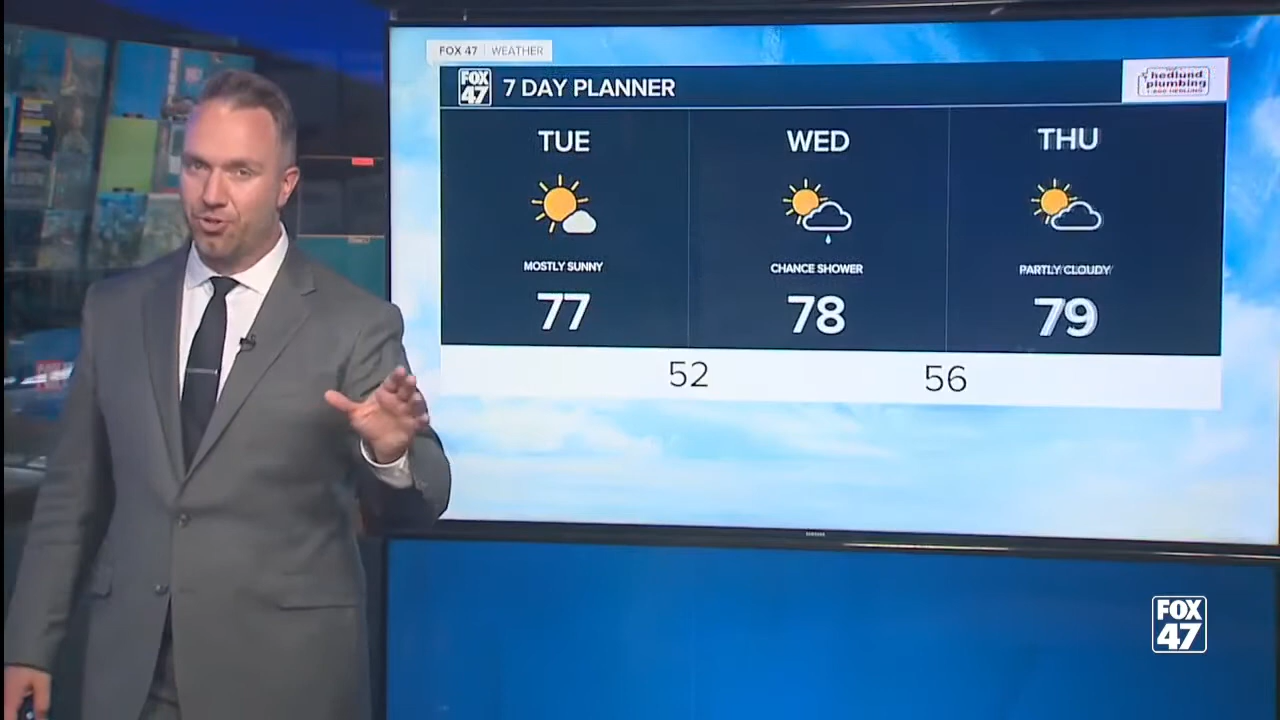 FOX 47 | WEATHER
FOX 47
7 DAY PLANNER
hedlund
plumbing
TUE
WED
THU
MOSTLY SUNNY
CHANCE SHOWER
PARTLY CLOUDY
77
78
79
52
56
SAMSUNG
FOX
47